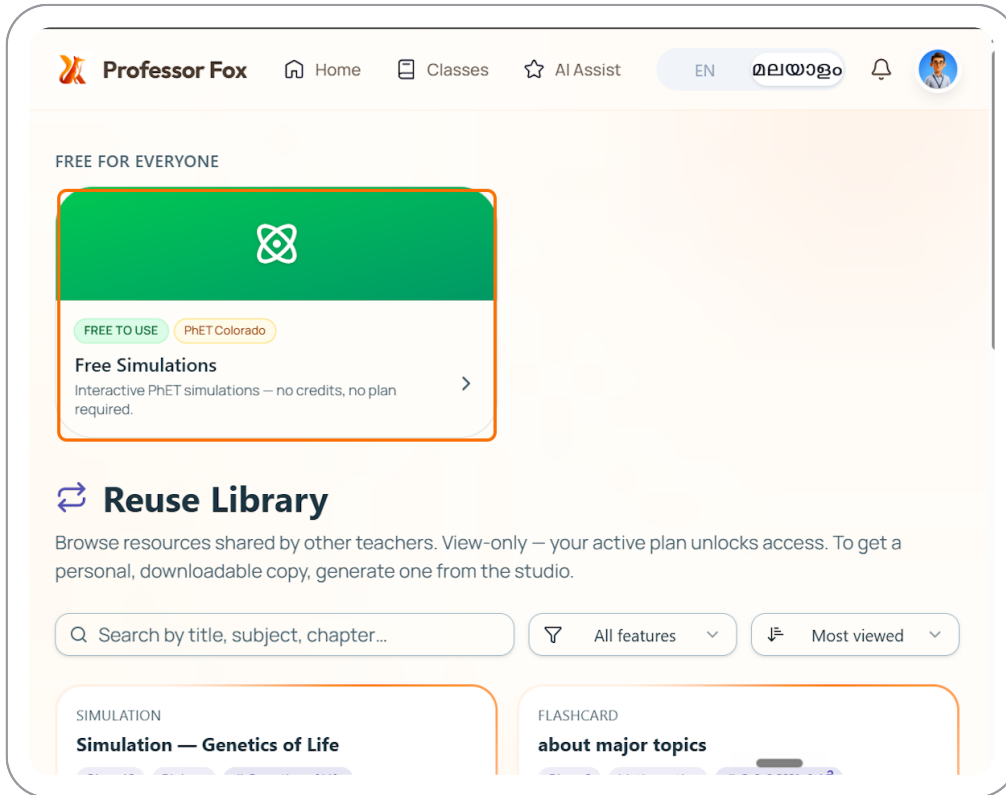 Professor Fox
Home
Classes
AI Assist
EN
മലയാളം
FREE FOR EVERYONE
FREE TO USE
PhET Colorado
Free Simulations
Interactive PhET simulations — no credits, no plan
required.
Reuse Library
Browse resources shared by other teachers. View-only — your active plan unlocks access. To get a
personal, downloadable copy, generate one from the studio.
Search by title, subject, chapter...
All features
Most viewed
SIMULATION
Simulation — Genetics of Life
FLASHCARD
about major topics